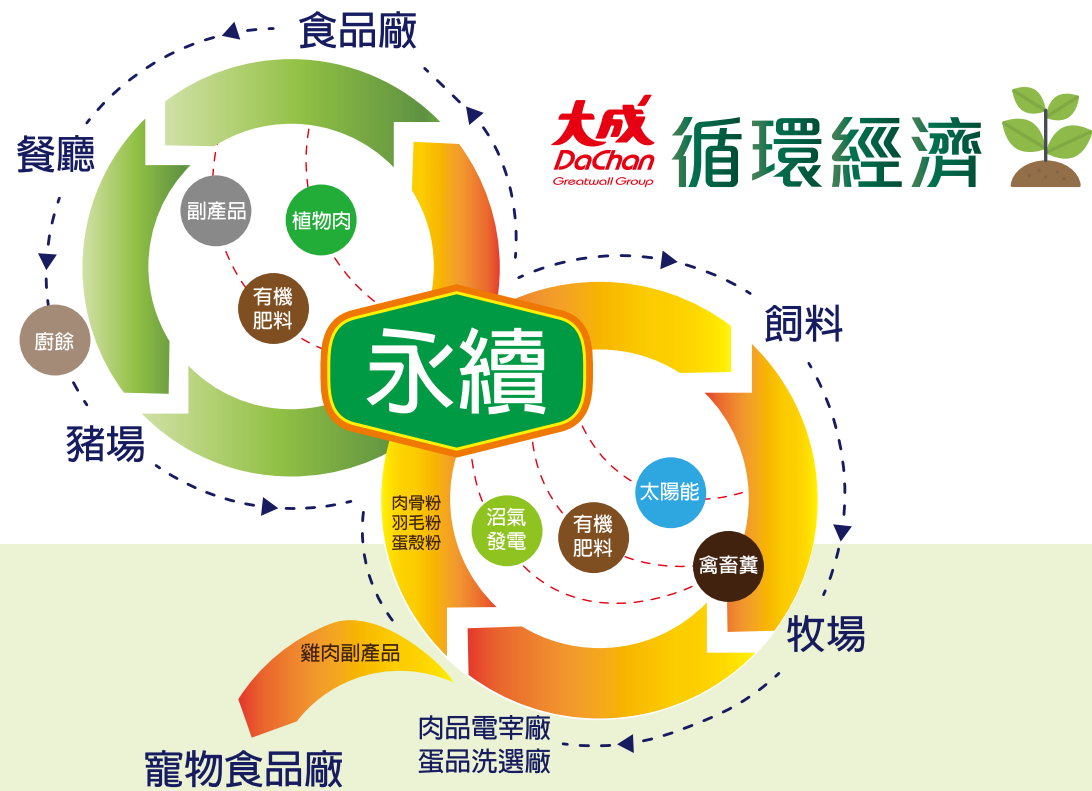 食品廠
大成
DaChan
Greatwall Group
循環經濟
餐廳
副產品
植物肉
有機
肥料
廚餘
永續
飼料
豬場
肉骨粉
羽毛粉
蛋殼粉
沼氣
發電
有機
肥料
太陽能
禽畜糞
牧場
雞肉副產品
肉品電宰廠
蛋品洗選廠
寵物食品廠